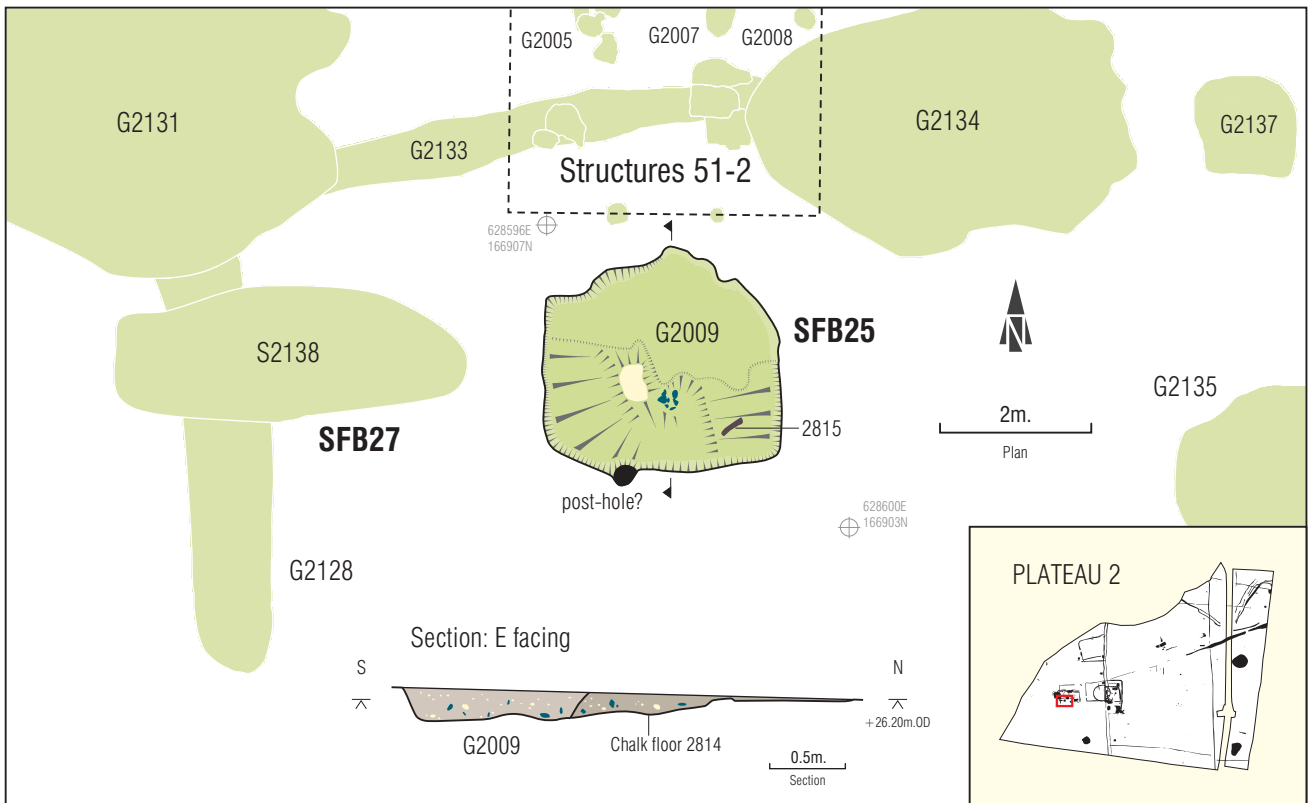 G2005
G2007
G2008
G2131
G2133
G2134
G2137
Structures 51-2
628596E
166907N
G2009
SFB25
S2138
SFB27
G2135
2m.
Plan
2815
post-hole?
628600E
166903N
N
G2128
PLATEAU 2
Section: E facing
S
N
+26.20m.OD
G2009
Chalk floor 2814
0.5m.
Section